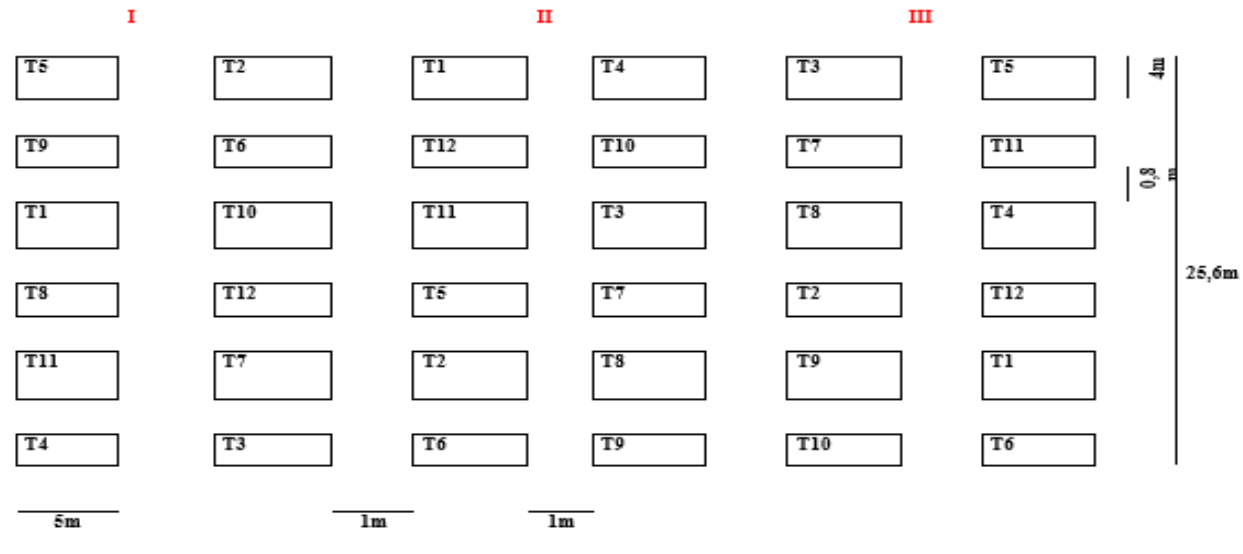 I II III
T5 T2 T1 T4 T3 T5
4m
T9 T6 T12 T10 T7 T11
0,8
m
T1 T10 T11 T3 T8 T4
25,6m
T8 T12 T5 T7 T2 T12
T11 T7 T2 T8 T9 T1
T4 T3 T6 T9 T10 T6
5m 1m 1m